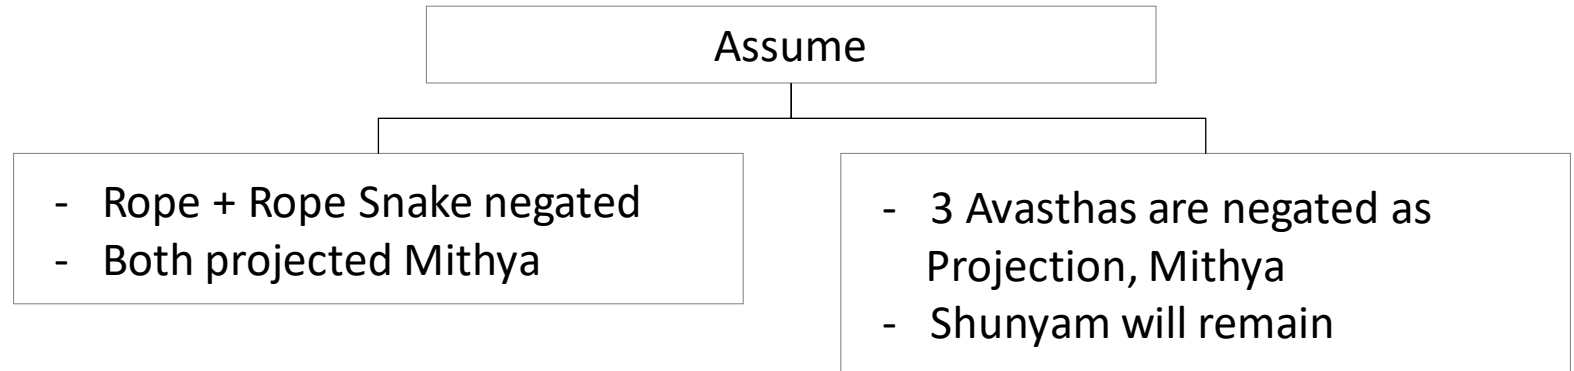 Assume
- Rope + Rope Snake negated
- Both projected Mithya
- 3 Avasthas are negated as
Projection, Mithya
- Shunyam will remain